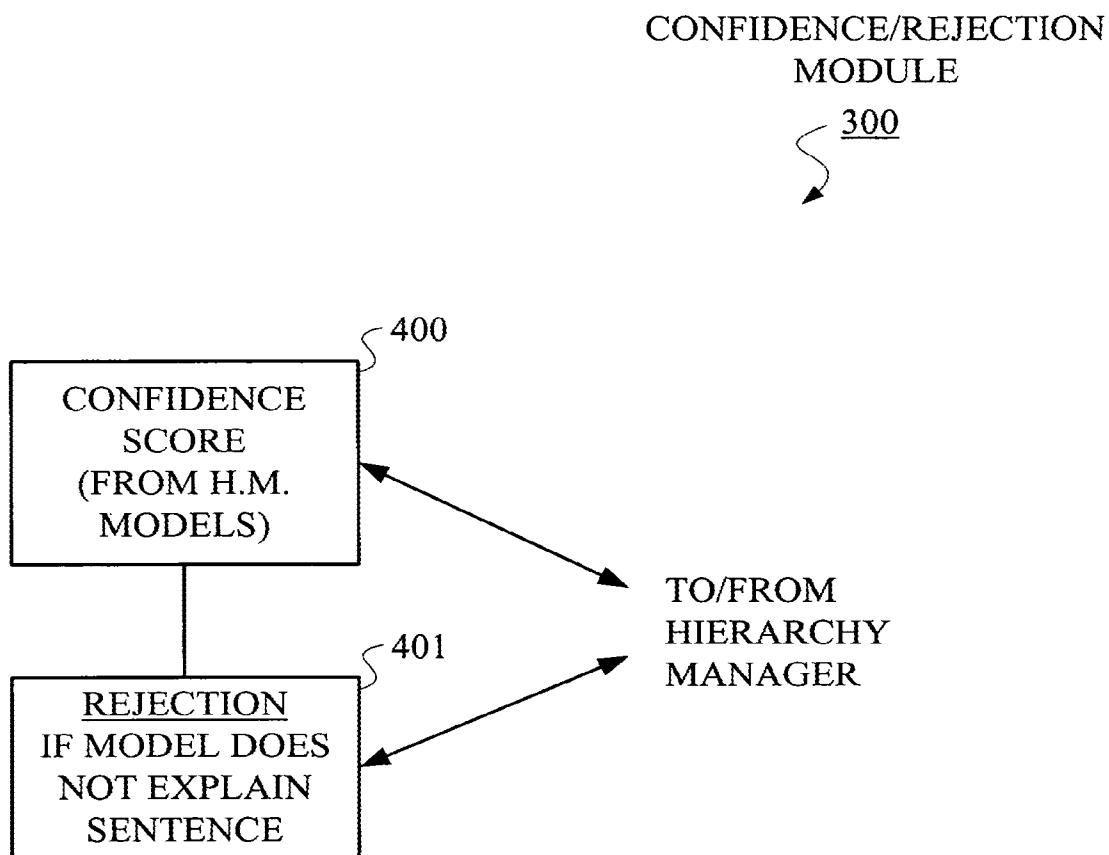 CONFIDENCE/REJECTION
MODULE
300
400
CONFIDENCE
SCORE
(FROM H.M.
MODELS)
TO/FROM
HIERARCHY
MANAGER
401
REJECTION
IF MODEL DOES
NOT EXPLAIN
SENTENCE